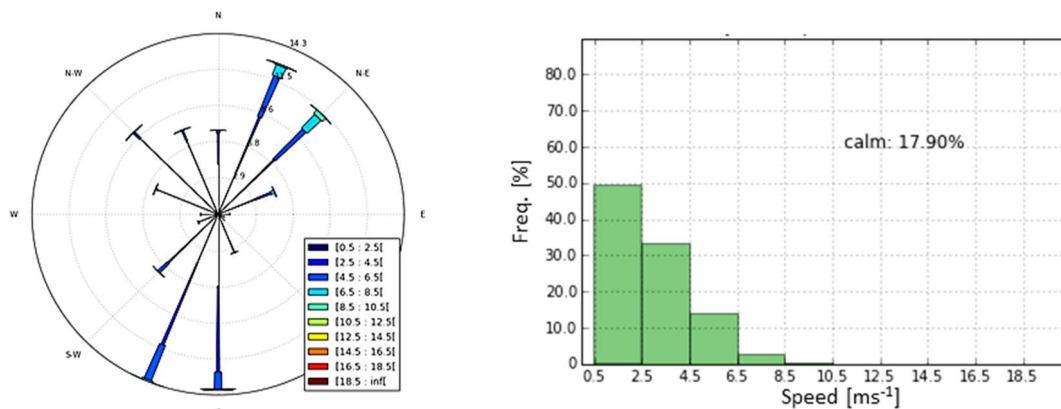 N
14.3
N-W
N-E
11.5
8.6
5.8
2.9
W
E
S-W
[0.5 : 2.5[
[2.5 : 4.5[
[4.5 : 6.5[
[6.5 : 8.5[
[8.5 : 10.5[
[10.5 : 12.5[
[12.5 : 14.5[
[14.5 : 16.5[
[16.5 : 18.5[
[18.5 : inf[
80.0
70.0
calm: 17.90%
60.0
50.0
40.0
30.0
20.0
10.0
0
0.5 2.5 4.5 6.5 8.5 10.5 12.5 14.5 16.5 18.5
Freq. [%]
Speed [ms⁻¹]